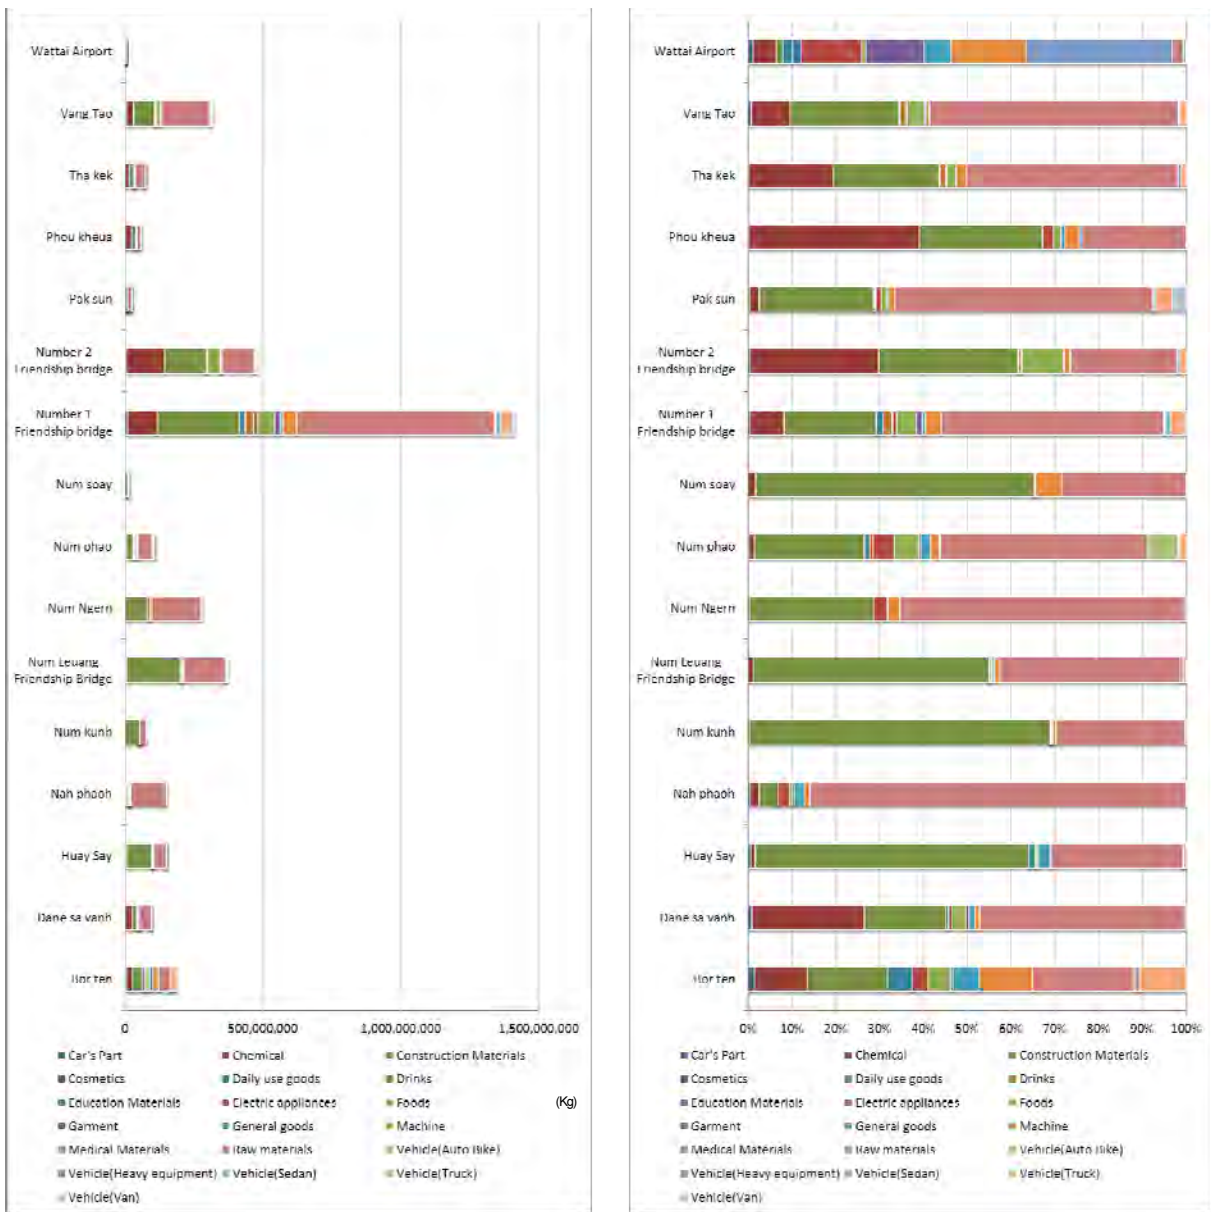 Wattai Airport
Vang Tao
Tha kek
Phou kheua
Pak sun
Number 2
Friendship bridge
Number 1
Friendship bridge
Num soay
Num phao
Num Ngern
Num Leuang
Friendship Bridge
Num kunh
Nah phaoh
Huay Say
Dane sa vanh
Bor ten
0 500,000,000 1,000,000,000 1,500,000,000
Car's Part Chemical Construction Materials
Cosmetics Daily use goods Drinks
Education Materials Electric appliances Foods
(Kg)
Garment General goods Machine
Medical Materials Raw materials Vehicle(Auto Bike)
Vehicle(Heavy equipment) Vehicle(Sedan) Vehicle(Truck)
Vehicle(Van)
Wattai Airport
Vang Tao
Tha kek
Phou kheua
Pak sun
Number 2
Friendship bridge
Number 1
Friendship bridge
Num soay
Num phao
Num Ngern
Num Leuang
Friendship Bridge
Num kunh
Nah phaoh
Huay Say
Dane sa vanh
Bor ten
0% 10% 20% 30% 40% 50% 60% 70% 80% 90% 100%
Car's Part Chemical Construction Materials
Cosmetics Daily use goods Drinks
Education Materials Electric appliances Foods
Garment General goods Machine
Medical Materials Raw materials Vehicle(Auto Bike)
Vehicle(Heavy equipment) Vehicle(Sedan) Vehicle(Truck)
Vehicle(Van)